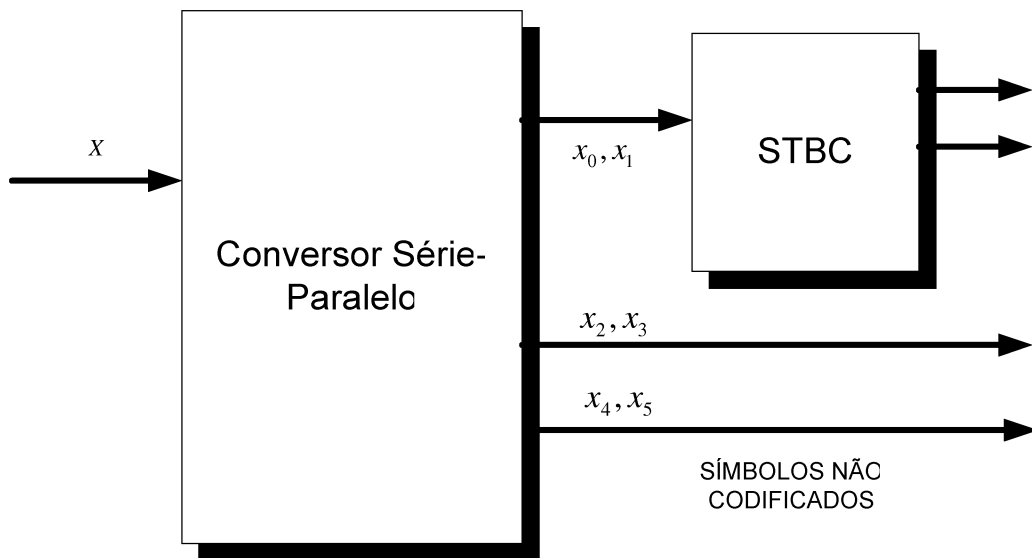 x
x₀, x₁
STBC
Conversor Série-
Paralelo
x₂, x₃
x₄, x₅
SÍMBOLOS NÃO
CODIFICADOS